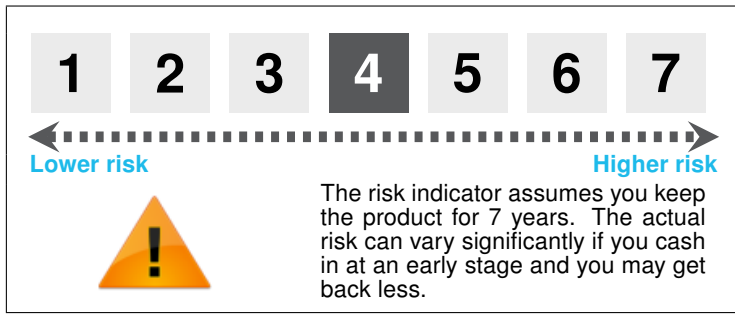 1 2 3 4 5 6 7
Lower risk Higher risk
!
The risk indicator assumes you keep
the product for 7 years. The actual
risk can vary significantly if you cash
in at an early stage and you may get
back less.